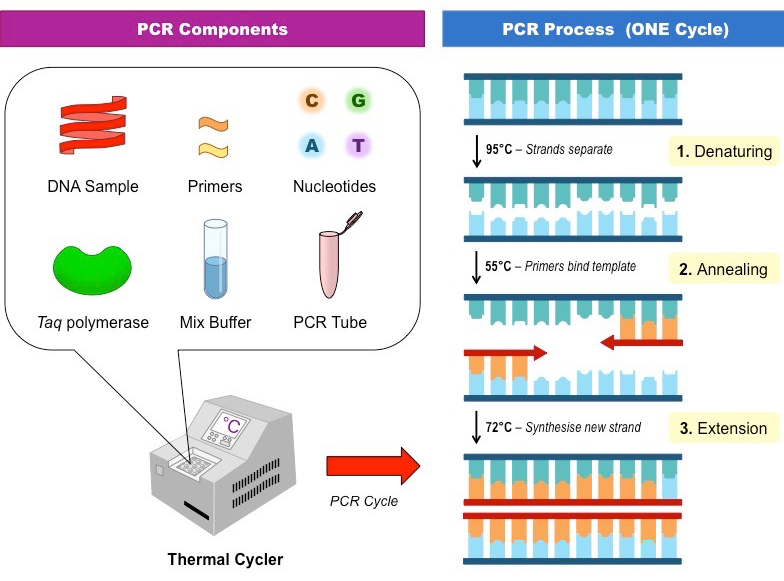 PCR Components
PCR Process  (ONE Cycle)
C
G
A
T
DNA Sample
Primers
Nucleotides
Taq polymerase
Mix Buffer
PCR Tube
°C
Thermal Cycler
PCR Cycle
95°C – Strands separate
1. Denaturing
55°C – Primers bind template
2. Annealing
72°C – Synthesise new strand
3. Extension